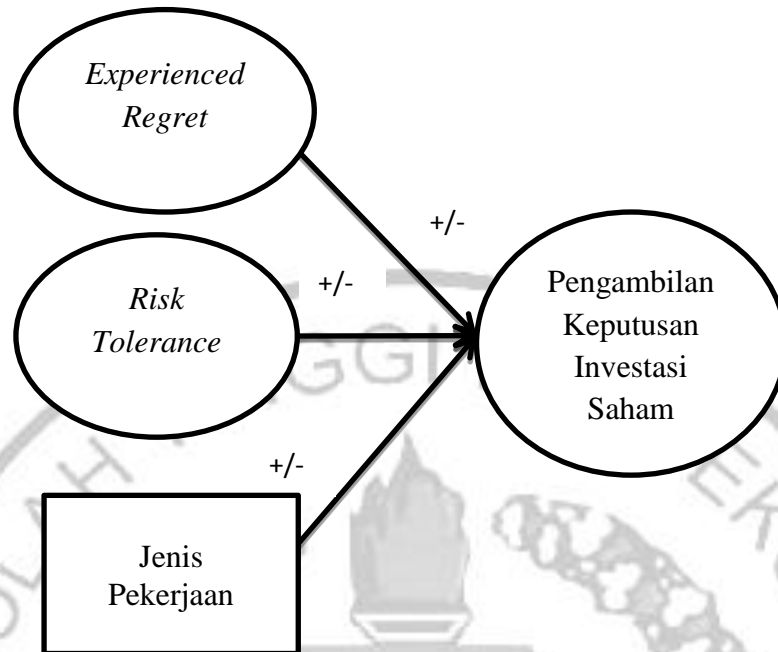 Experienced
Regret
+/-
Risk
Tolerance
+/-
Pengambilan
Keputusan
Investasi
Saham
+/-
Jenis
Pekerjaan